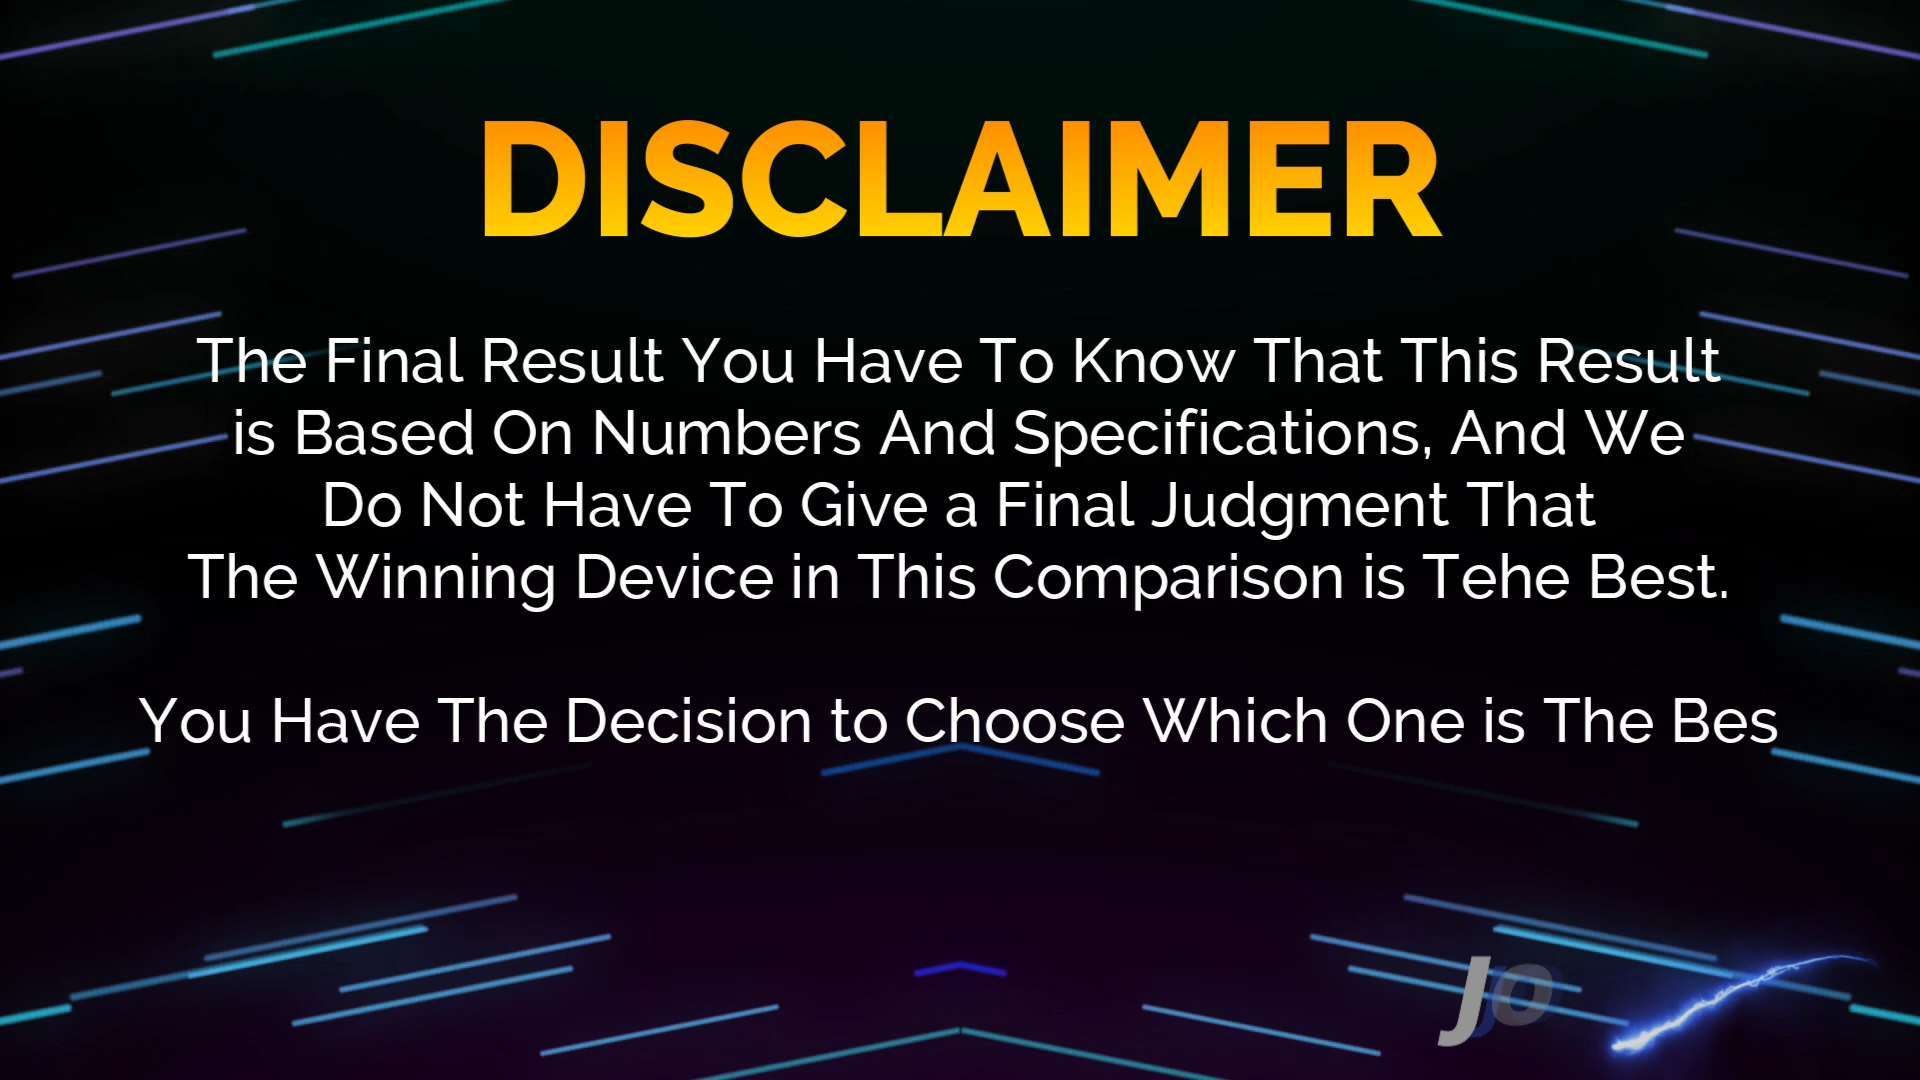 DISCLAIMER
The Final Result You Have To Know That This Result
is Based On Numbers And Specifications, And We
Do Not Have To Give a Final Judgment That
The Winning Device in This Comparison is Tehe Best.
You Have The Decision to Choose Which One is The Bes
Jo